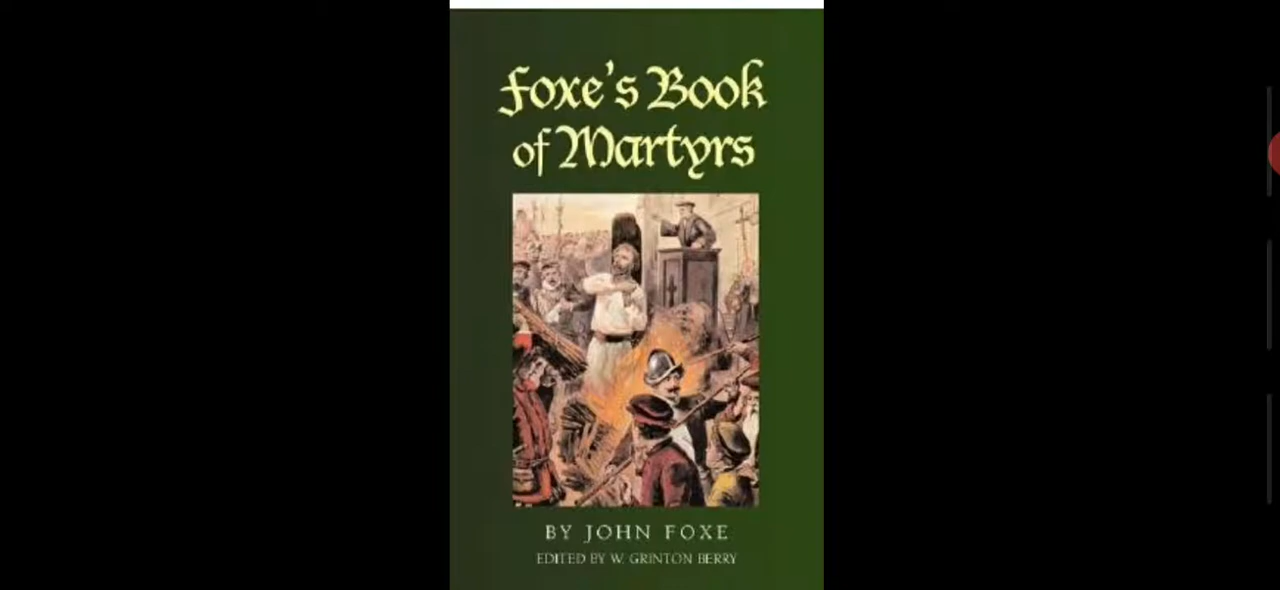 Foxe's Book
of Martyrs
BY JOHN FOXE
EDITED BY W. GRINTON BERRY